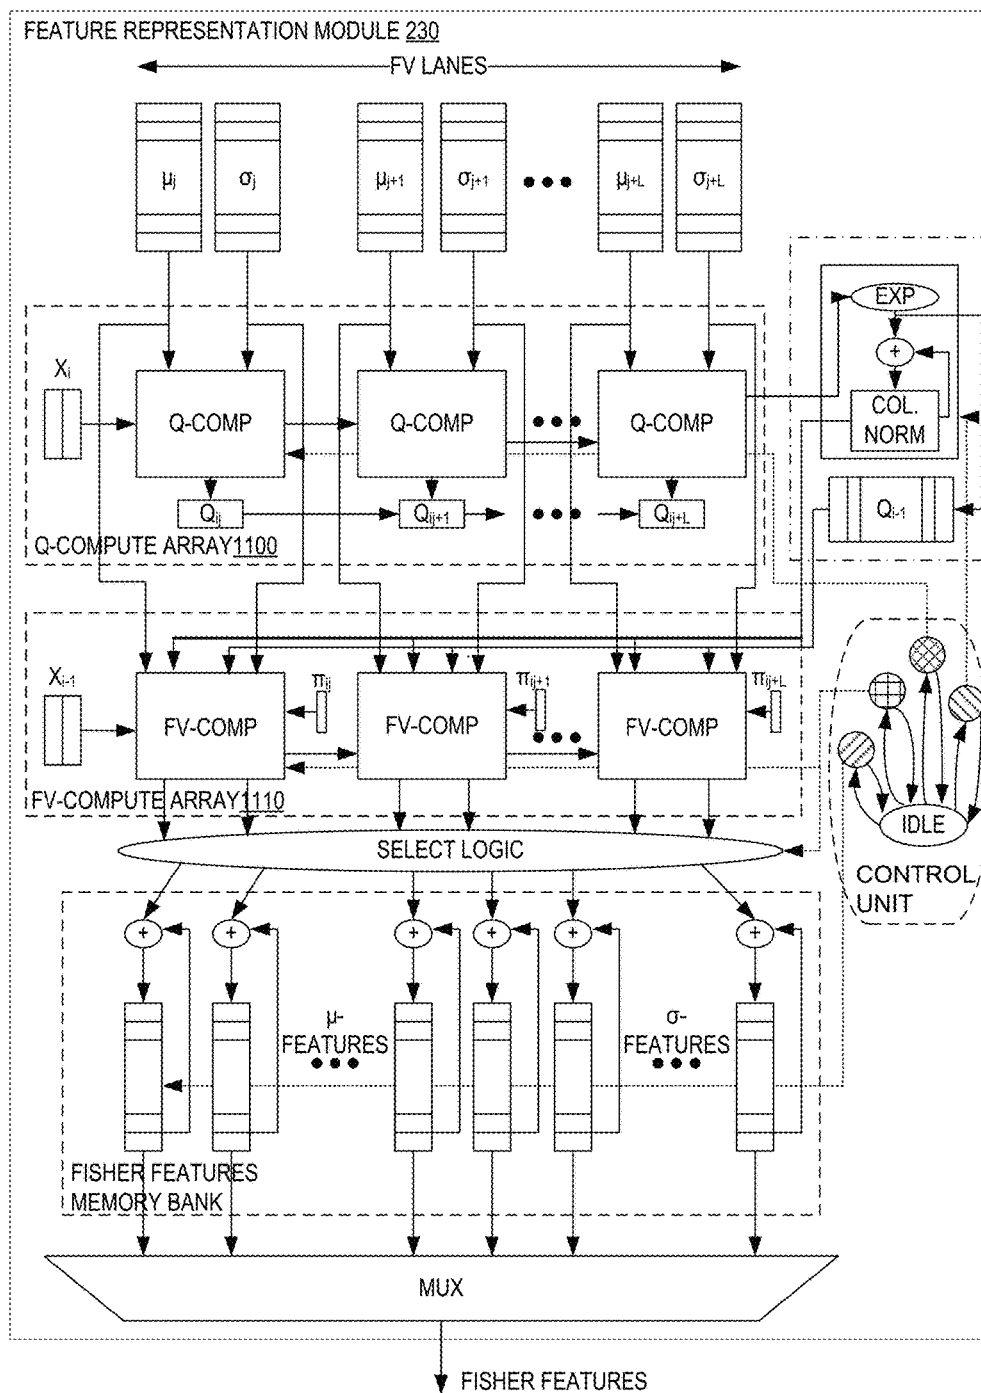 FEATURE REPRESENTATION MODULE 230
FV LANES
μj
σj
μj+1
σj+1
μj+L
σj+L
EXP
+
COL.
NORM
Xi
Q-COMP
Q-COMP
Q-COMP
Qij
Qij+1
Qij+L
Qi-1
Q-COMPUTE ARRAY1100
Xi-1
FV-COMP
πij
FV-COMP
πij+1
FV-COMP
πij+L
FV-COMPUTE ARRAY1110
IDLE
CONTROL
UNIT
SELECT LOGIC
+
+
+
+
+
+
μ-
FEATURES
σ-
FEATURES
FISHER FEATURES
MEMORY BANK
MUX
FISHER FEATURES